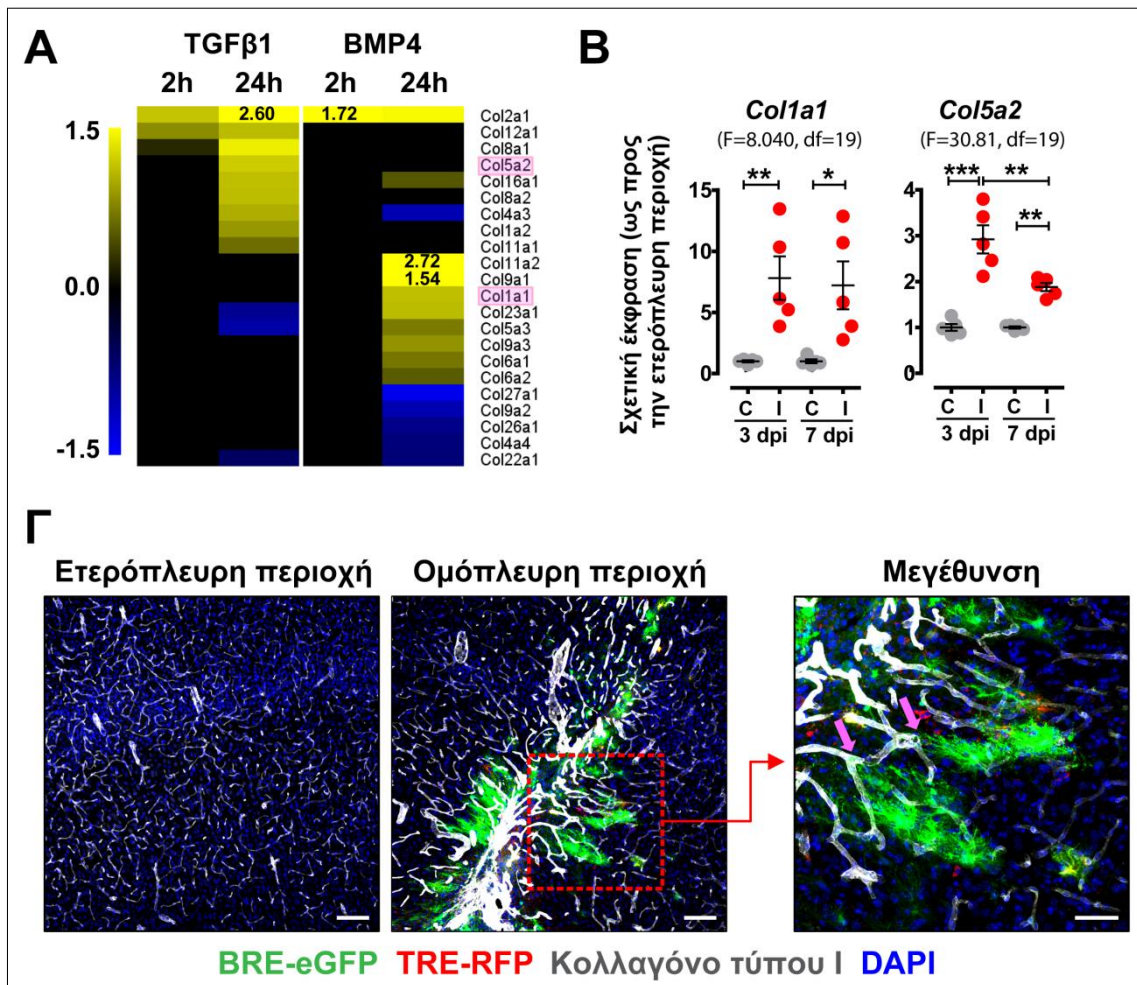 A
TGFβ1 BMP4
2h 24h 2h 24h
1.5
0.0
-1.5
2.60 1.72 Col2a1
Col12a1
Col8a1
Col5a2
Col16a1
Col8a2
Col4a3
Col1a2
Col11a1
2.72 Col11a2
1.54 Col9a1
Col1a1
Col23a1
Col5a3
Col9a3
Col6a1
Col6a2
Col27a1
Col9a2
Col26a1
Col4a4
Col22a1
B
Σχετική έκφραση (ως προς
την ετερόπλευρη περιοχή)
Col1a1
(F=8.040, df=19)
** *
15
10
5
0
C I C I
3 dpi 7 dpi
Col5a2
(F=30.81, df=19)
*** **
**
4
3
2
1
0
C I C I
3 dpi 7 dpi
Γ
Ετερόπλευρη περιοχή Ομόπλευρη περιοχή Μεγέθυνση
BRE-eGFP TRE-RFP Κολλαγόνο τύπου Ι DAPI